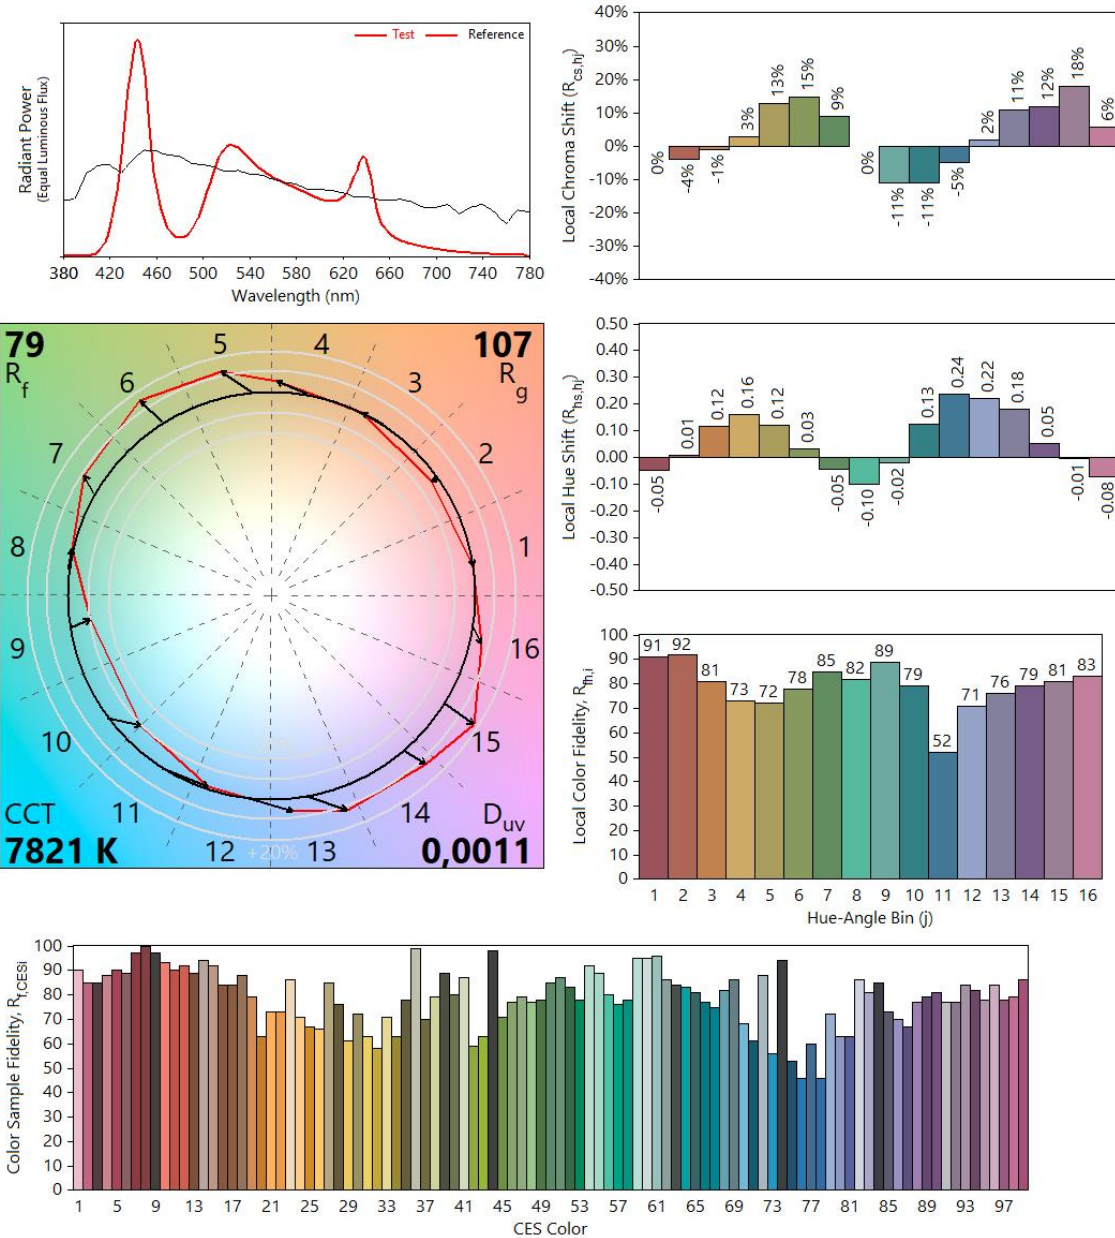 Test Reference
Radiant Power
(Equal Luminous Flux)
380 420 460 500 540 580 620 660 700 740 780
Wavelength (nm)
Local Chroma Shift (Rcs,hj)
40%
30%
20%
10%
0%
-10%
-20%
-30%
-40%
0% -4% -1% 3% 13% 15% 9% 0% -11% -11% -5% 2% 11% 12% 18% 6%
79
Rf
107
Rg
5 4
6 3
7 2
8 1
9 16
10 15
11 14
12 13
+20%
CCT
7821 K
Duv
0,0011
Local Hue Shift (Rhs,hj)
0.50
0.40
0.30
0.20
0.10
0.00
-0.10
-0.20
-0.30
-0.40
-0.50
-0.05 0.01 0.12 0.16 0.12 0.03 -0.05 -0.10 -0.02 0.13 0.24 0.22 0.18 0.05 -0.01 -0.08
Local Color Fidelity, Rfh,i
100
90
80
70
60
50
40
30
20
10
0
91 92 81 73 72 78 85 82 89 79 52 71 76 79 81 83
1 2 3 4 5 6 7 8 9 10 11 12 13 14 15 16
Hue-Angle Bin (j)
Color Sample Fidelity, Rf,CESi
100
90
80
70
60
50
40
30
20
10
0
1 5 9 13 17 21 25 29 33 37 41 45 49 53 57 61 65 69 73 77 81 85 89 93 97
CES Color